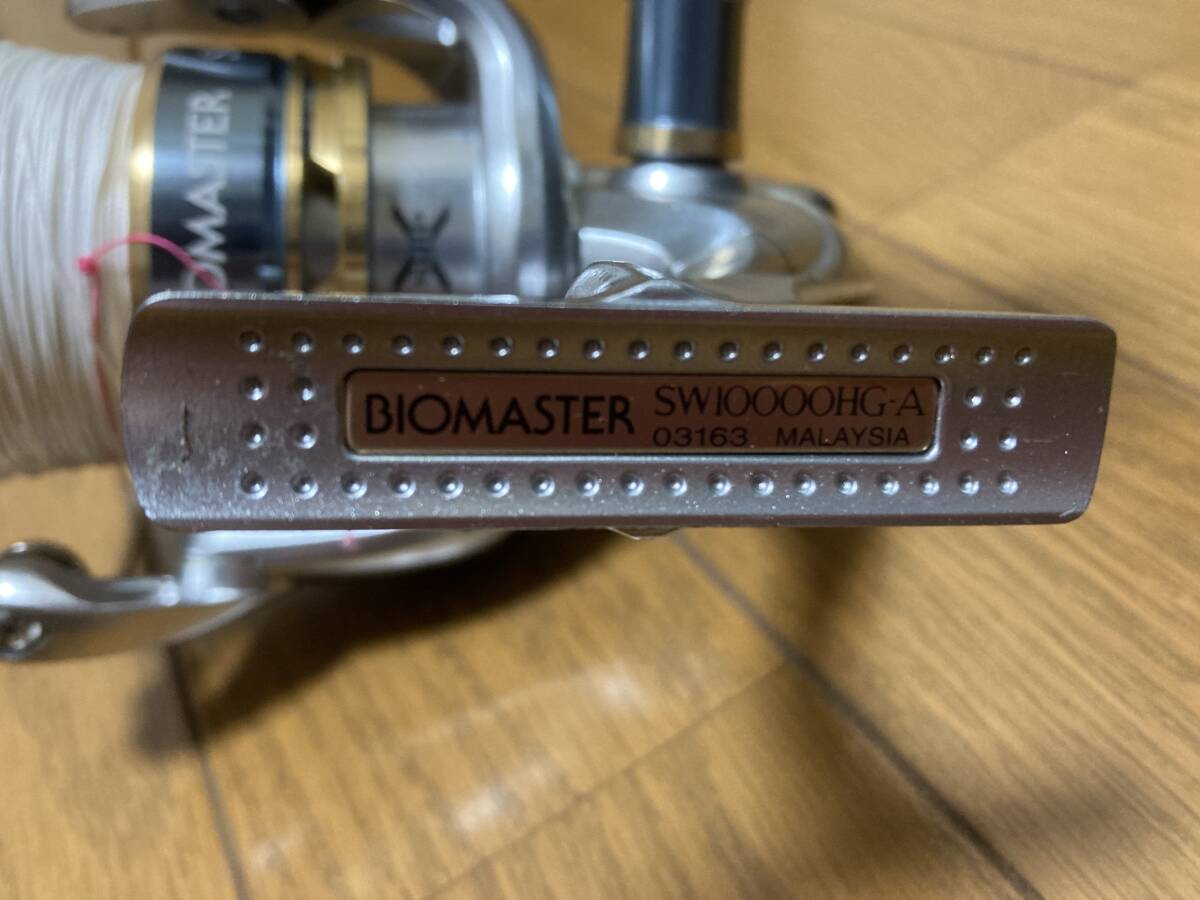 BIOMASTER
SW10000HG-A
03163 MALAYSIA